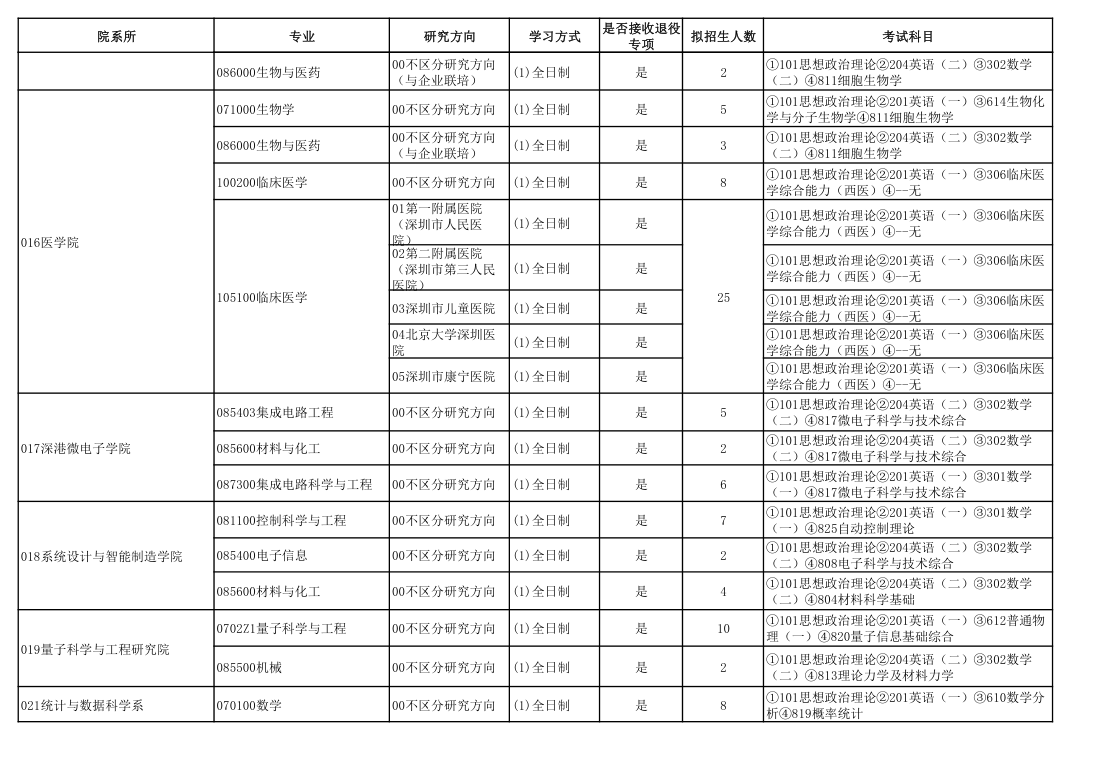 院系所 专业 研究方向 学习方式 是否接收退役专项 拟招生人数 考试科目
086000生物与医药 00不区分研究方向（与企业联培） (1)全日制 是 2 ①101思想政治理论②204英语（二）③302数学（二）④811细胞生物学
016医学院
071000生物学 00不区分研究方向 (1)全日制 是 5 ①101思想政治理论②201英语（一）③614生物化学与分子生物学④811细胞生物学
086000生物与医药 00不区分研究方向（与企业联培） (1)全日制 是 3 ①101思想政治理论②204英语（二）③302数学（二）④811细胞生物学
100200临床医学 00不区分研究方向 (1)全日制 是 8 ①101思想政治理论②201英语（一）③306临床医学综合能力（西医）④--无
105100临床医学 01第一附属医院（深圳市人民医院） (1)全日制 是 25 ①101思想政治理论②201英语（一）③306临床医学综合能力（西医）④--无
02第二附属医院（深圳市第三人民医院） (1)全日制 是 ①101思想政治理论②201英语（一）③306临床医学综合能力（西医）④--无
03深圳市儿童医院 (1)全日制 是 ①101思想政治理论②201英语（一）③306临床医学综合能力（西医）④--无
04北京大学深圳医院 (1)全日制 是 ①101思想政治理论②201英语（一）③306临床医学综合能力（西医）④--无
05深圳市康宁医院 (1)全日制 是 ①101思想政治理论②201英语（一）③306临床医学综合能力（西医）④--无
017深港微电子学院
085403集成电路工程 00不区分研究方向 (1)全日制 是 5 ①101思想政治理论②204英语（二）③302数学（二）④817微电子科学与技术综合
085600材料与化工 00不区分研究方向 (1)全日制 是 2 ①101思想政治理论②204英语（二）③302数学（二）④817微电子科学与技术综合
087300集成电路科学与工程 00不区分研究方向 (1)全日制 是 6 ①101思想政治理论②201英语（一）③301数学（一）④817微电子科学与技术综合
018系统设计与智能制造学院
081100控制科学与工程 00不区分研究方向 (1)全日制 是 7 ①101思想政治理论②201英语（一）③301数学（一）④825自动控制理论
085400电子信息 00不区分研究方向 (1)全日制 是 2 ①101思想政治理论②204英语（二）③302数学（二）④808电子科学与技术综合
085600材料与化工 00不区分研究方向 (1)全日制 是 4 ①101思想政治理论②204英语（二）③302数学（二）④804材料科学基础
019量子科学与工程研究院
0702Z1量子科学与工程 00不区分研究方向 (1)全日制 是 10 ①101思想政治理论②201英语（一）③612普通物理（一）④820量子信息基础综合
085500机械 00不区分研究方向 (1)全日制 是 2 ①101思想政治理论②204英语（二）③302数学（二）④813理论力学及材料力学
021统计与数据科学系 070100数学 00不区分研究方向 (1)全日制 是 8 ①101思想政治理论②201英语（一）③610数学分析④819概率统计